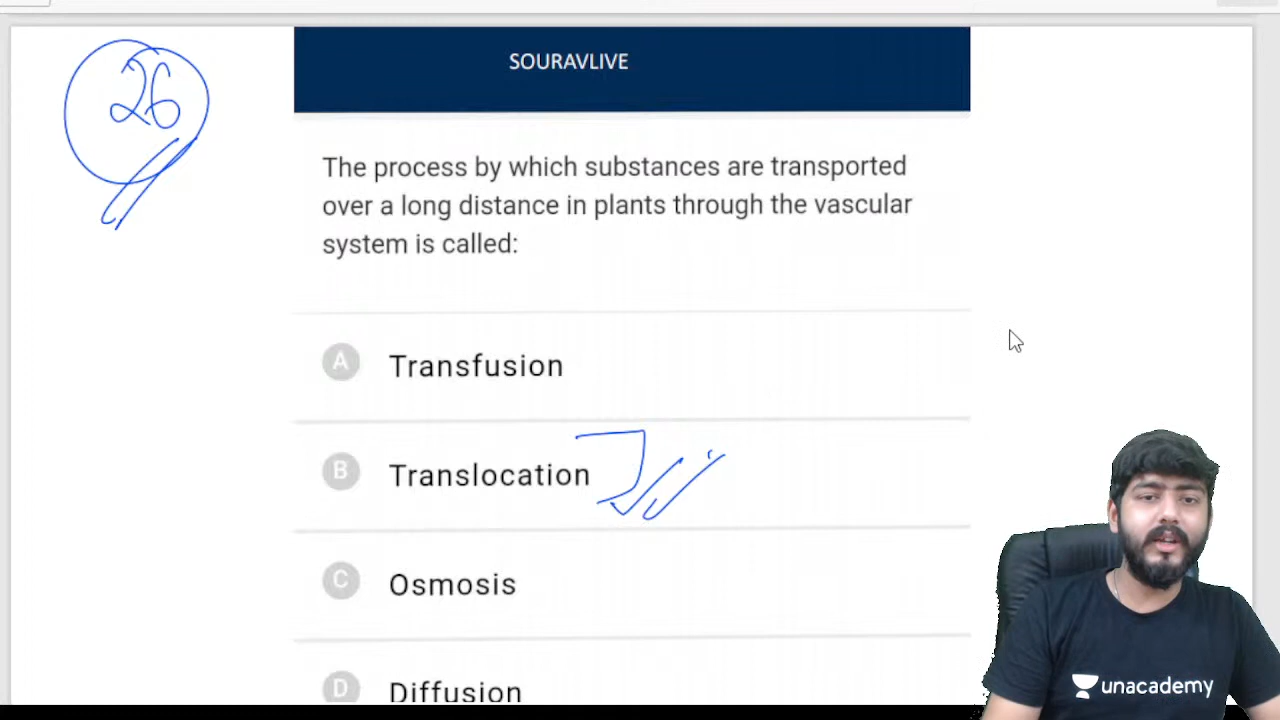 26
SOURAVLIVE
The process by which substances are transported
over a long distance in plants through the vascular
system is called:
A Transfusion
B Translocation
C Osmosis
D Diffusion
unacademy